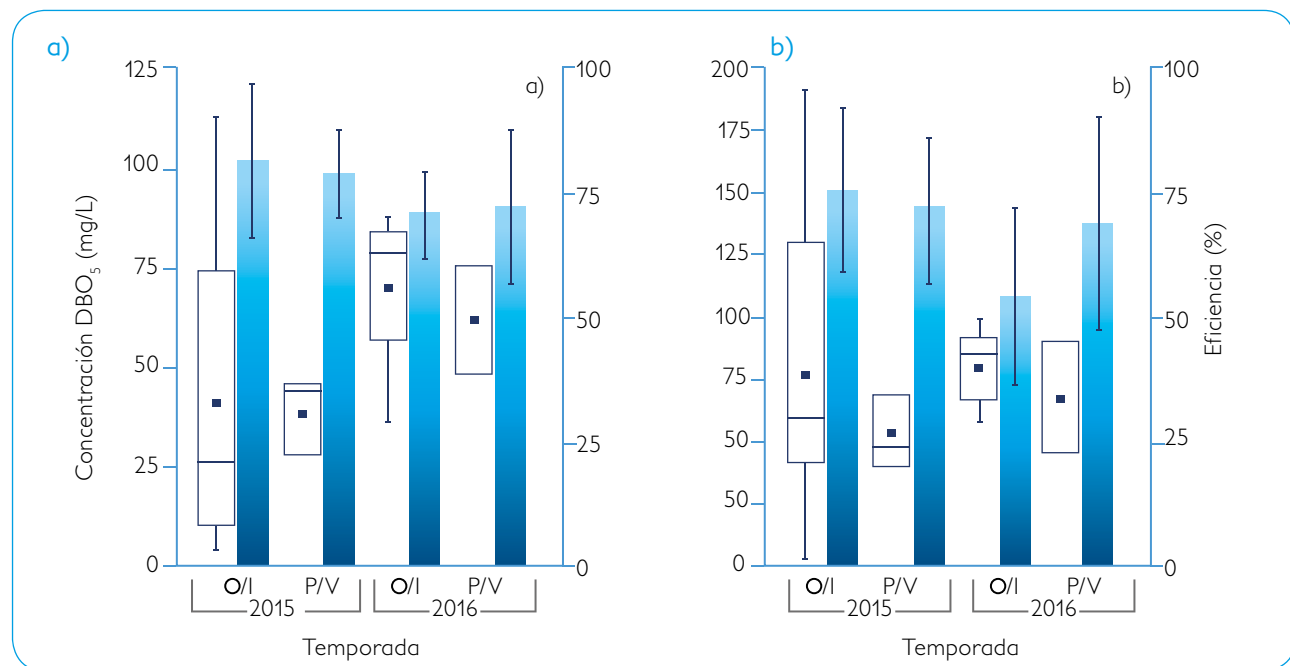 a)
b)
125
100
75
50
25
0
Concentración DBO5 (mg/L)
a)
100
75
50
25
0
O/I
P/V
O/I
P/V
2015
2016
Temporada
200
175
150
125
100
75
50
50
0
b)
100
75
50
25
0
Eficiencia (%)
O/I
P/V
O/I
P/V
2015
2016
Temporada